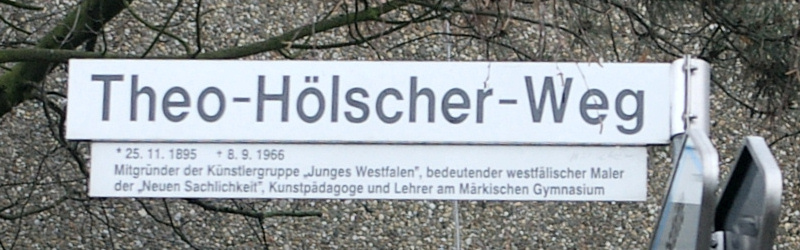 Theo-Hölscher-Weg
* 25. 11. 1895 + 8. 9. 1966
Mitgründer der Künstlergruppe „Junges Westfalen", bedeutender westfälischer Maler
der „Neuen Sachlichkeit", Kunstpädagoge und Lehrer am Märkischen Gymnasium